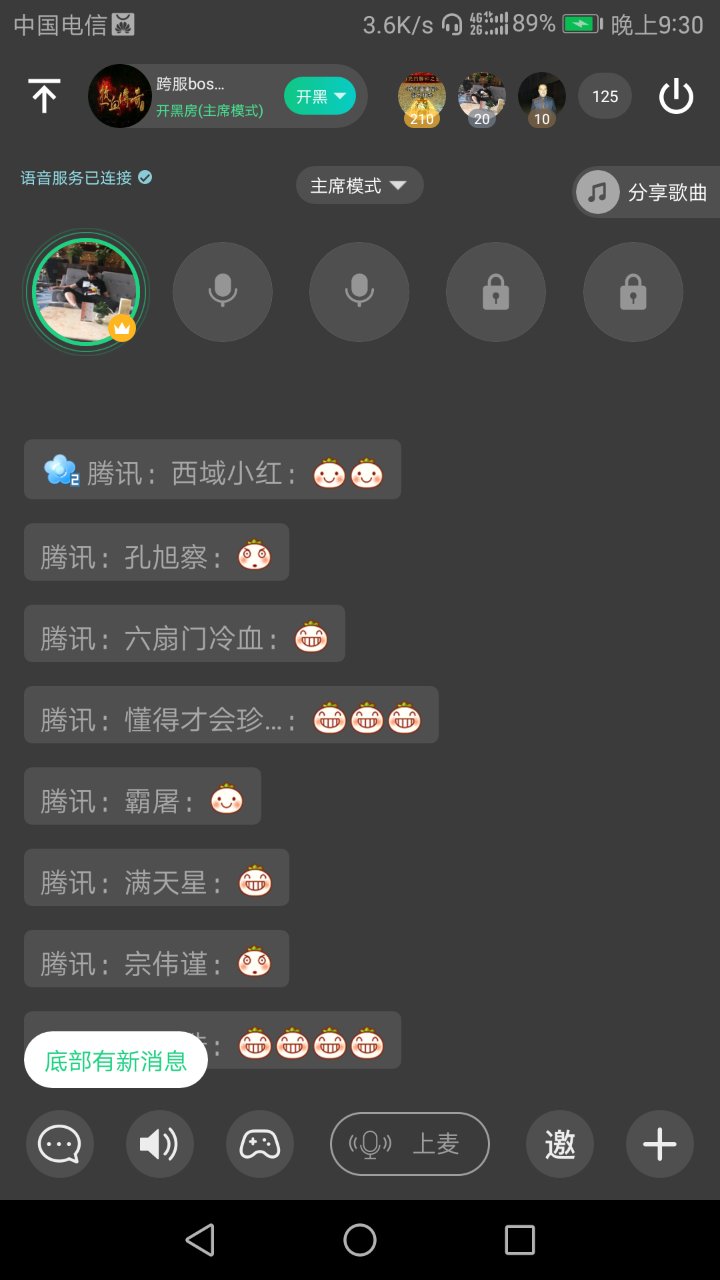 中国电信
3.6K/s 4G 2G 89% 晚上9:30
跨服bos...
开黑房(主席模式)
开黑
210
20
10
125
语音服务已连接
主席模式
分享歌曲
2 腾讯：西域小红：
腾讯：孔旭察：
腾讯：六扇门冷血：
腾讯：懂得才会珍...：
腾讯：霸屠：
腾讯：满天星：
腾讯：宗伟谨：
底部有新消息
上麦
邀